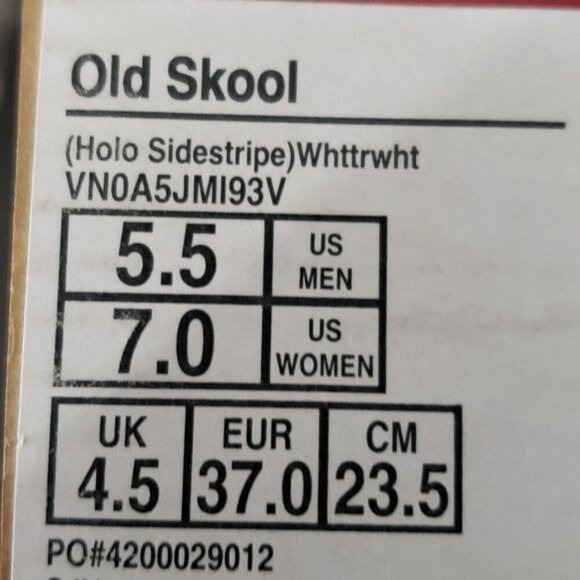 Old Skool
(Holo Sidestripe)Whttrwht
VN0A5JMI93V
5.5 US MEN
7.0 US WOMEN
UK EUR CM
4.5 37.0 23.5
PO#4200029012